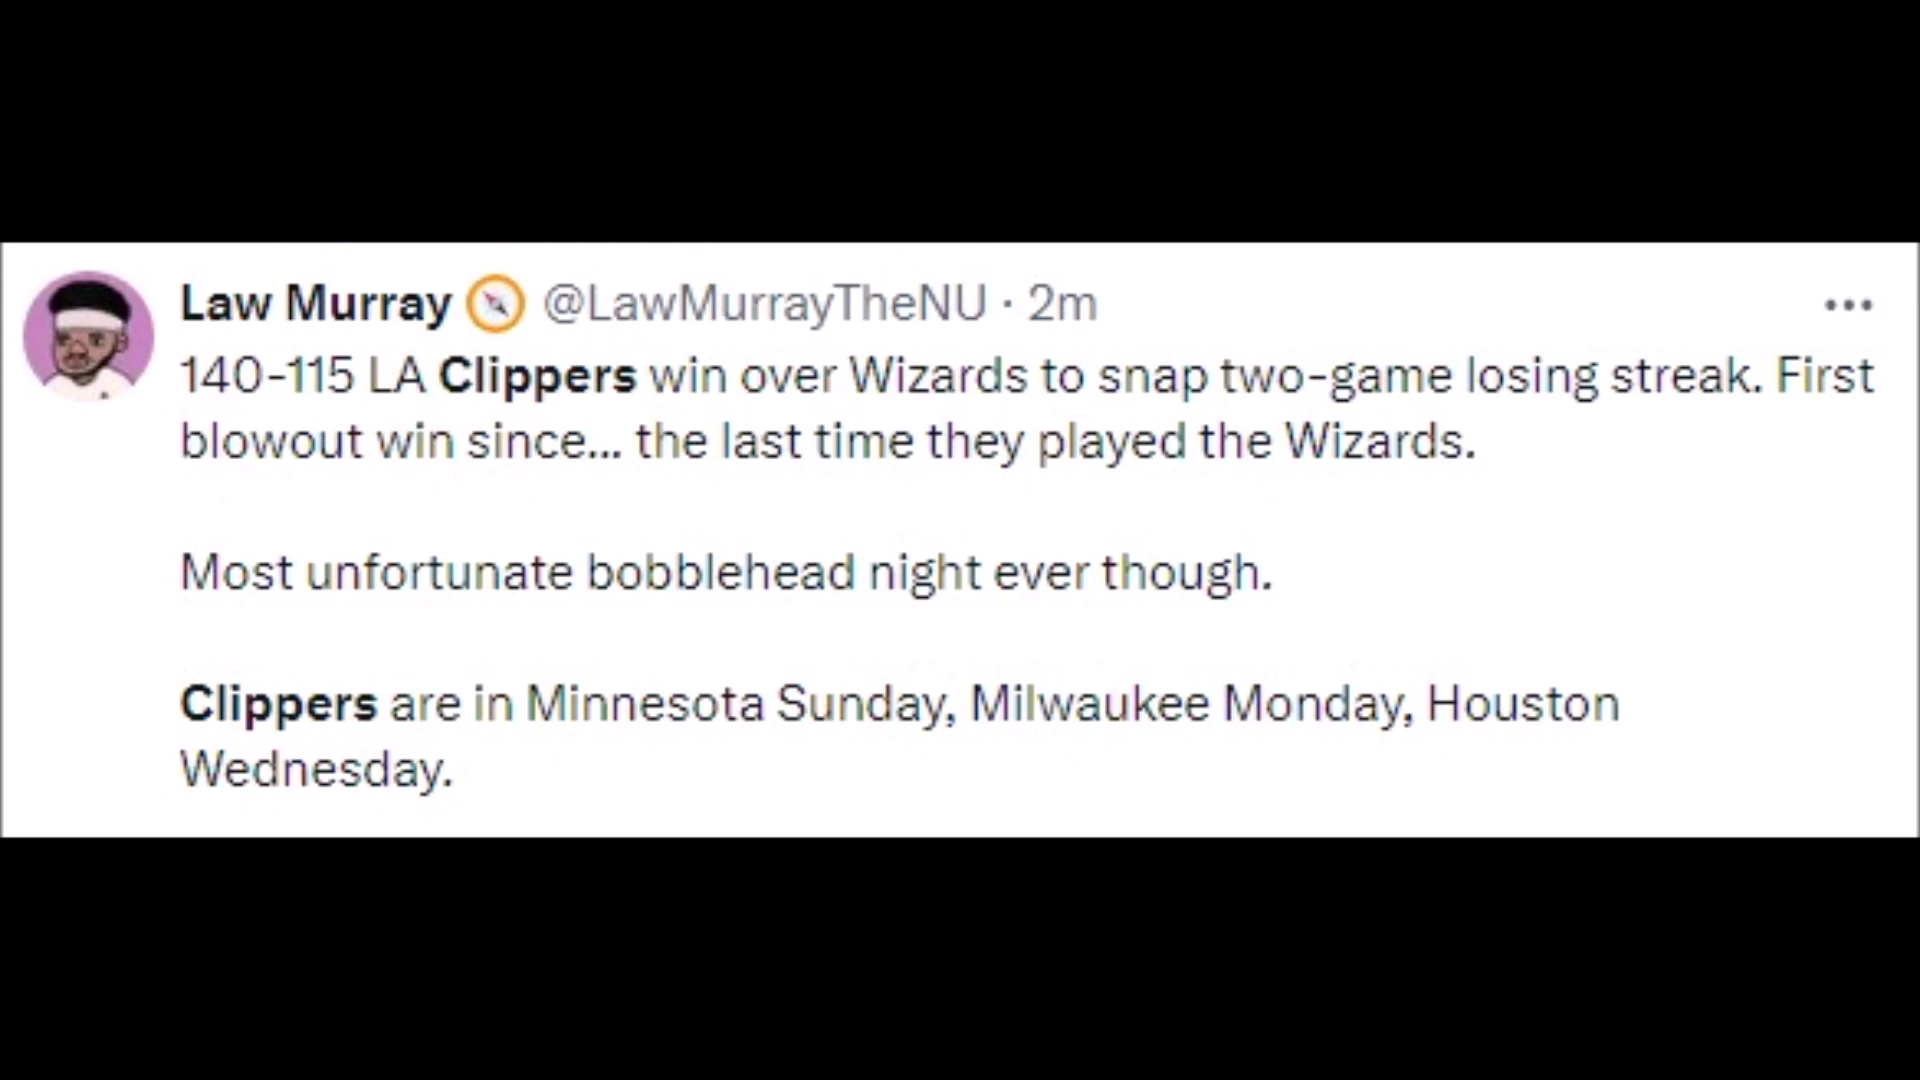 Law Murray @LawMurrayTheNU · 2m
140-115 LA Clippers win over Wizards to snap two-game losing streak. First
blowout win since... the last time they played the Wizards.
Most unfortunate bobblehead night ever though.
Clippers are in Minnesota Sunday, Milwaukee Monday, Houston
Wednesday.